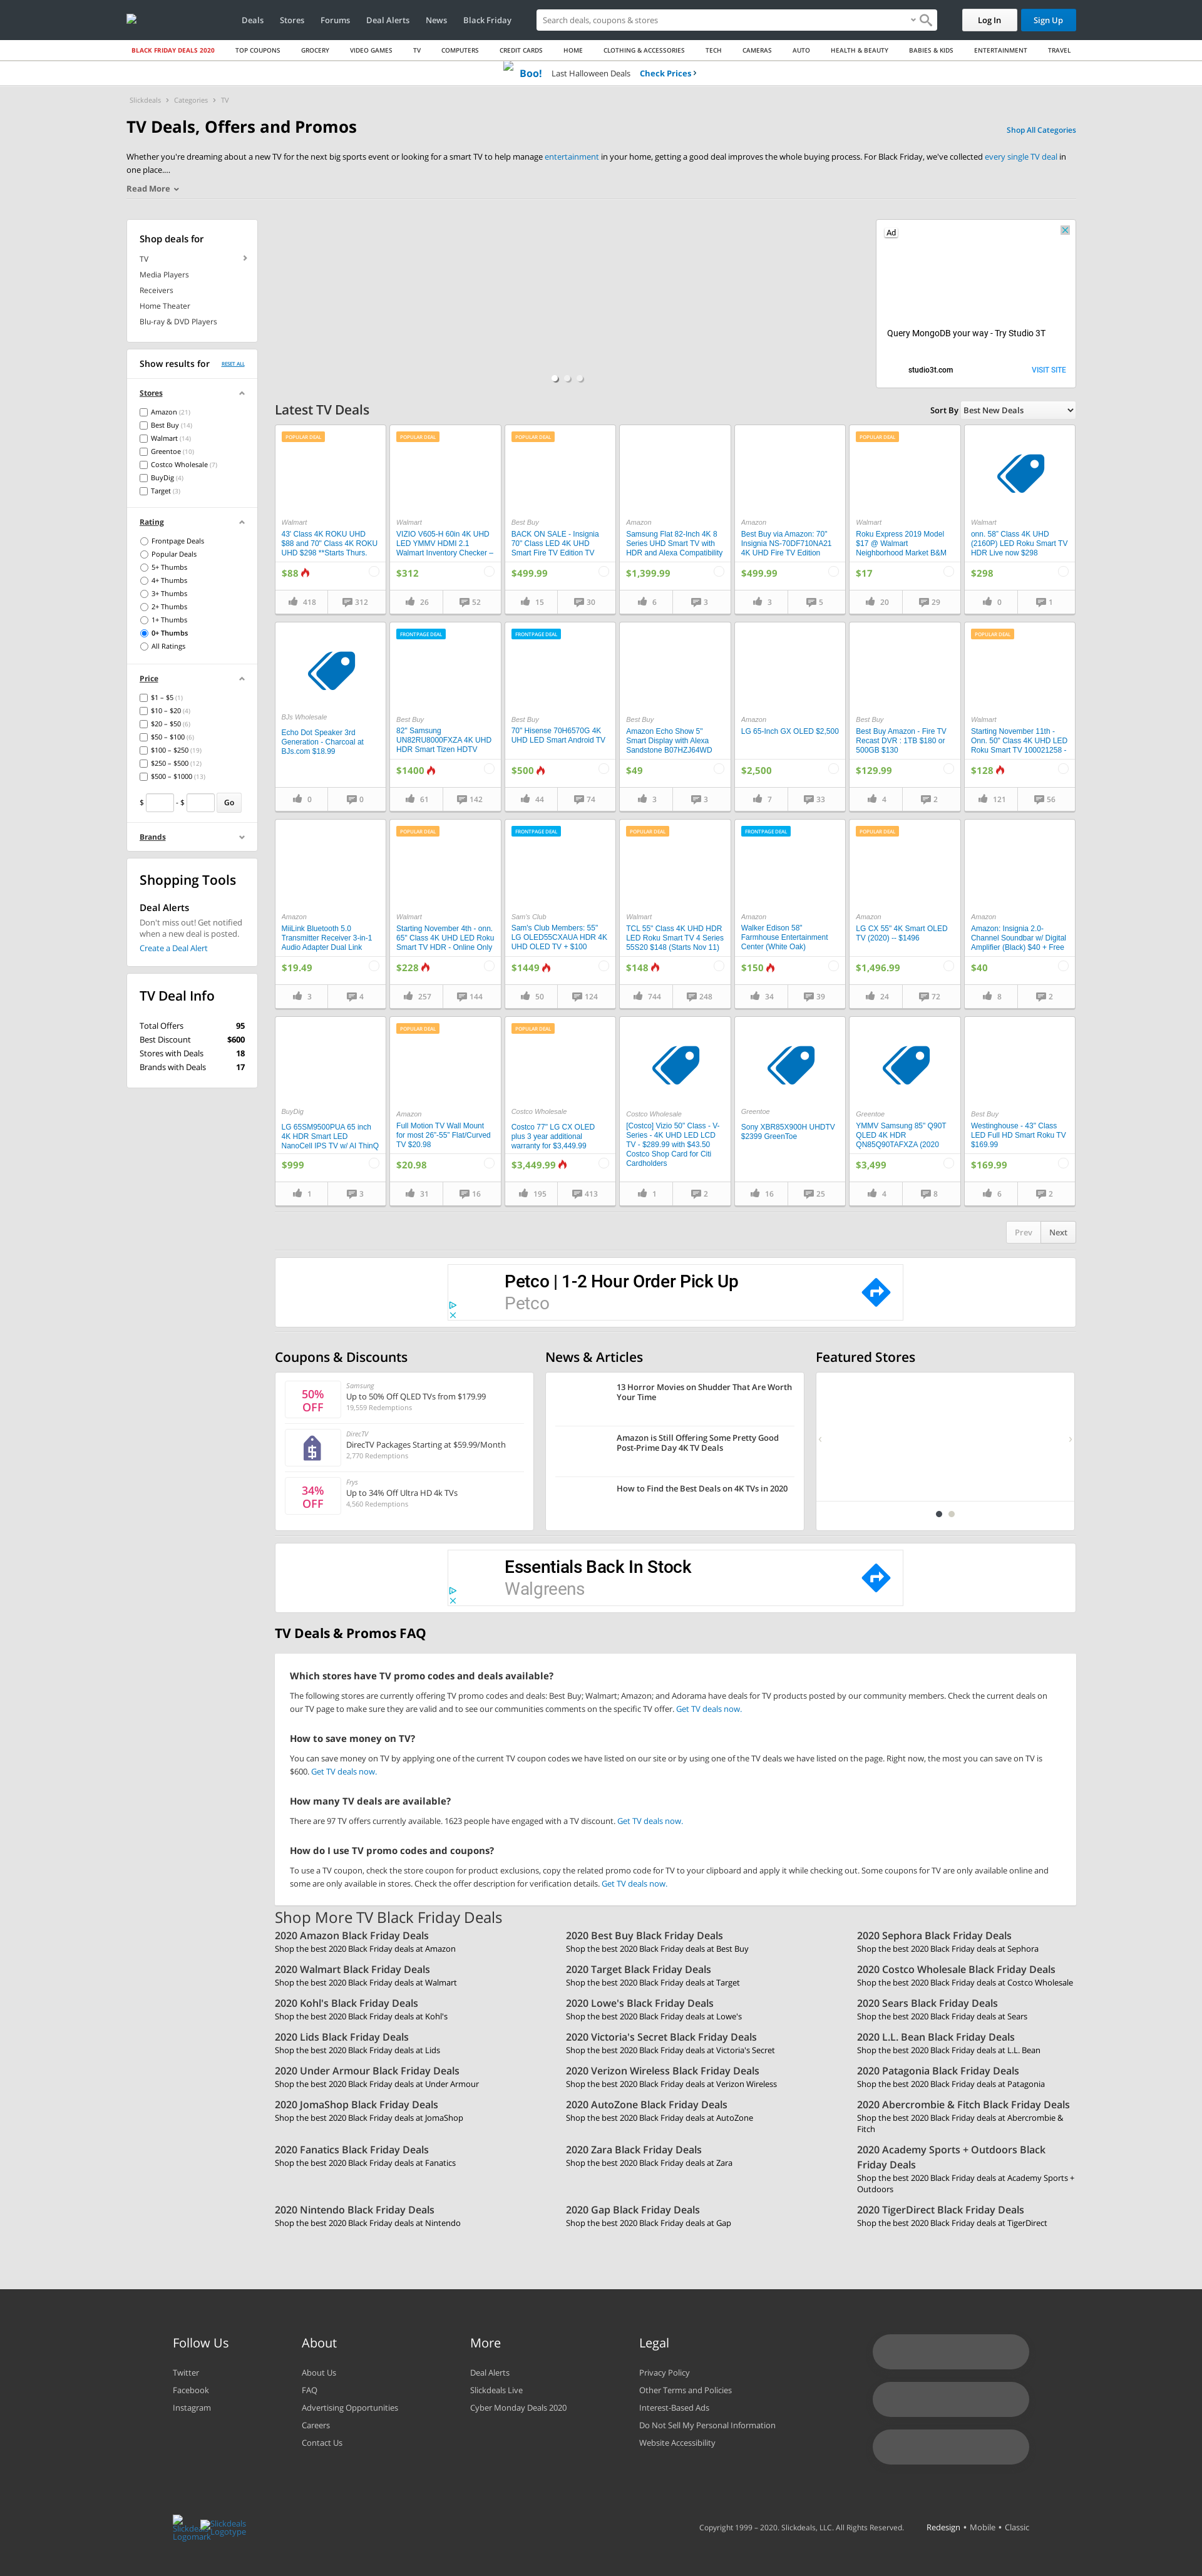 Deals Stores Forums Deal Alerts News Black Friday
Search deals, coupons & stores
Log In Sign Up
BLACK FRIDAY DEALS 2020 TOP COUPONS GROCERY VIDEO GAMES TV COMPUTERS CREDIT CARDS HOME CLOTHING & ACCESSORIES TECH CAMERAS AUTO HEALTH & BEAUTY BABIES & KIDS ENTERTAINMENT TRAVEL
Boo! Last Halloween Deals Check Prices
Slickdeals > Categories > TV
TV Deals, Offers and Promos
Shop All Categories
Whether you're dreaming about a new TV for the next big sports event or looking for a smart TV to help manage entertainment in your home, getting a good deal improves the whole buying process. For Black Friday, we've collected every single TV deal in
one place....
Read More
Shop deals for
TV
Media Players
Receivers
Home Theater
Blu-ray & DVD Players
Show results for RESET ALL
Stores
Amazon (21)
Best Buy (14)
Walmart (14)
Greentoe (10)
Costco Wholesale (7)
BuyDig (4)
Target (3)
Rating
Frontpage Deals
Popular Deals
5+ Thumbs
4+ Thumbs
3+ Thumbs
2+ Thumbs
1+ Thumbs
0+ Thumbs
All Ratings
Price
$1 – $5 (1)
$10 – $20 (4)
$20 – $50 (6)
$50 – $100 (6)
$100 – $250 (19)
$250 – $500 (12)
$500 – $1000 (13)
$ - $ Go
Brands
Shopping Tools
Deal Alerts
Don't miss out! Get notified
when a new deal is posted.
Create a Deal Alert
TV Deal Info
Total Offers 95
Best Discount $600
Stores with Deals 18
Brands with Deals 17
Ad
Query MongoDB your way - Try Studio 3T
studio3t.com VISIT SITE
Latest TV Deals
Sort By Best New Deals
POPULAR DEAL
Walmart
43' Class 4K ROKU UHD
$88 and 70" Class 4K ROKU
UHD $298 **Starts Thurs.
$88
418 312
POPULAR DEAL
Walmart
VIZIO V605-H 60in 4K UHD
LED YMMV HDMI 2.1
Walmart Inventory Checker –
$312
26 52
POPULAR DEAL
Best Buy
BACK ON SALE - Insignia
70" Class LED 4K UHD
Smart Fire TV Edition TV
$499.99
15 30
Amazon
Samsung Flat 82-Inch 4K 8
Series UHD Smart TV with
HDR and Alexa Compatibility
$1,399.99
6 3
Amazon
Best Buy via Amazon: 70"
Insignia NS-70DF710NA21
4K UHD Fire TV Edition
$499.99
3 5
POPULAR DEAL
Walmart
Roku Express 2019 Model
$17 @ Walmart
Neighborhood Market B&M
$17
20 29
Walmart
onn. 58" Class 4K UHD
(2160P) LED Roku Smart TV
HDR Live now $298
$298
0 1
BJs Wholesale
Echo Dot Speaker 3rd
Generation - Charcoal at
BJs.com $18.99
0 0
FRONTPAGE DEAL
Best Buy
82" Samsung
UN82RU8000FXZA 4K UHD
HDR Smart Tizen HDTV
$1400
61 142
FRONTPAGE DEAL
Best Buy
70" Hisense 70H6570G 4K
UHD LED Smart Android TV
$500
44 74
Best Buy
Amazon Echo Show 5"
Smart Display with Alexa
Sandstone B07HZJ64WD
$49
3 3
Amazon
LG 65-Inch GX OLED $2,500
$2,500
7 33
Best Buy
Best Buy Amazon - Fire TV
Recast DVR : 1TB $180 or
500GB $130
$129.99
4 2
POPULAR DEAL
Walmart
Starting November 11th -
Onn. 50" Class 4K UHD LED
Roku Smart TV 100021258 -
$128
121 56
Amazon
MiiLink Bluetooth 5.0
Transmitter Receiver 3-in-1
Audio Adapter Dual Link
$19.49
3 4
POPULAR DEAL
Walmart
Starting November 4th - onn.
65" Class 4K UHD LED Roku
Smart TV HDR - Online Only
$228
257 144
FRONTPAGE DEAL
Sam's Club
Sam's Club Members: 55"
LG OLED55CXAUA HDR 4K
UHD OLED TV + $100
$1449
50 124
POPULAR DEAL
Walmart
TCL 55" Class 4K UHD HDR
LED Roku Smart TV 4 Series
55S20 $148 (Starts Nov 11)
$148
744 248
FRONTPAGE DEAL
Amazon
Walker Edison 58"
Farmhouse Entertainment
Center (White Oak)
$150
34 39
POPULAR DEAL
Amazon
LG CX 55" 4K Smart OLED
TV (2020) -- $1496
$1,496.99
24 72
Amazon
Amazon: Insignia 2.0-
Channel Soundbar w/ Digital
Amplifier (Black) $40 + Free
$40
8 2
BuyDig
LG 65SM9500PUA 65 inch
4K HDR Smart LED
NanoCell IPS TV w/ AI ThinQ
$999
1 3
POPULAR DEAL
Amazon
Full Motion TV Wall Mount
for most 26"-55" Flat/Curved
TV $20.98
$20.98
31 16
POPULAR DEAL
Costco Wholesale
Costco 77" LG CX OLED
plus 3 year additional
warranty for $3,449.99
$3,449.99
195 413
Costco Wholesale
[Costco] Vizio 50" Class - V-
Series - 4K UHD LED LCD
TV - $289.99 with $43.50
Costco Shop Card for Citi
Cardholders
1 2
Greentoe
Sony XBR85X900H UHDTV
$2399 GreenToe
16 25
Greentoe
YMMV Samsung 85" Q90T
QLED 4K HDR
QN85Q90TAFXZA (2020
$3,499
4 8
Best Buy
Westinghouse - 43" Class
LED Full HD Smart Roku TV
$169.99
$169.99
6 2
Prev Next
Petco | 1-2 Hour Order Pick Up
Petco
Coupons & Discounts
50%
OFF
Samsung
Up to 50% Off QLED TVs from $179.99
19,559 Redemptions
DirecTV
DirecTV Packages Starting at $59.99/Month
2,770 Redemptions
34%
OFF
Frys
Up to 34% Off Ultra HD 4k TVs
4,560 Redemptions
News & Articles
13 Horror Movies on Shudder That Are Worth
Your Time
Amazon is Still Offering Some Pretty Good
Post-Prime Day 4K TV Deals
How to Find the Best Deals on 4K TVs in 2020
Featured Stores
Essentials Back In Stock
Walgreens
TV Deals & Promos FAQ
Which stores have TV promo codes and deals available?
The following stores are currently offering TV promo codes and deals: Best Buy; Walmart; Amazon; and Adorama have deals for TV products posted by our community members. Check the current deals on
our TV page to make sure they are valid and to see our communities comments on the specific TV offer. Get TV deals now.
How to save money on TV?
You can save money on TV by applying one of the current TV coupon codes we have listed on our site or by using one of the TV deals we have listed on the page. Right now, the most you can save on TV is
$600. Get TV deals now.
How many TV deals are available?
There are 97 TV offers currently available. 1623 people have engaged with a TV discount. Get TV deals now.
How do I use TV promo codes and coupons?
To use a TV coupon, check the store coupon for product exclusions, copy the related promo code for TV to your clipboard and apply it while checking out. Some coupons for TV are only available online and
some are only available in stores. Check the offer description for verification details. Get TV deals now.
Shop More TV Black Friday Deals
2020 Amazon Black Friday Deals
Shop the best 2020 Black Friday deals at Amazon
2020 Best Buy Black Friday Deals
Shop the best 2020 Black Friday deals at Best Buy
2020 Sephora Black Friday Deals
Shop the best 2020 Black Friday deals at Sephora
2020 Walmart Black Friday Deals
Shop the best 2020 Black Friday deals at Walmart
2020 Target Black Friday Deals
Shop the best 2020 Black Friday deals at Target
2020 Costco Wholesale Black Friday Deals
Shop the best 2020 Black Friday deals at Costco Wholesale
2020 Kohl's Black Friday Deals
Shop the best 2020 Black Friday deals at Kohl's
2020 Lowe's Black Friday Deals
Shop the best 2020 Black Friday deals at Lowe's
2020 Sears Black Friday Deals
Shop the best 2020 Black Friday deals at Sears
2020 Lids Black Friday Deals
Shop the best 2020 Black Friday deals at Lids
2020 Victoria's Secret Black Friday Deals
Shop the best 2020 Black Friday deals at Victoria's Secret
2020 L.L. Bean Black Friday Deals
Shop the best 2020 Black Friday deals at L.L. Bean
2020 Under Armour Black Friday Deals
Shop the best 2020 Black Friday deals at Under Armour
2020 Verizon Wireless Black Friday Deals
Shop the best 2020 Black Friday deals at Verizon Wireless
2020 Patagonia Black Friday Deals
Shop the best 2020 Black Friday deals at Patagonia
2020 JomaShop Black Friday Deals
Shop the best 2020 Black Friday deals at JomaShop
2020 AutoZone Black Friday Deals
Shop the best 2020 Black Friday deals at AutoZone
2020 Abercrombie & Fitch Black Friday Deals
Shop the best 2020 Black Friday deals at Abercrombie &
Fitch
2020 Fanatics Black Friday Deals
Shop the best 2020 Black Friday deals at Fanatics
2020 Zara Black Friday Deals
Shop the best 2020 Black Friday deals at Zara
2020 Academy Sports + Outdoors Black
Friday Deals
Shop the best 2020 Black Friday deals at Academy Sports +
Outdoors
2020 Nintendo Black Friday Deals
Shop the best 2020 Black Friday deals at Nintendo
2020 Gap Black Friday Deals
Shop the best 2020 Black Friday deals at Gap
2020 TigerDirect Black Friday Deals
Shop the best 2020 Black Friday deals at TigerDirect
Follow Us
Twitter
Facebook
Instagram
About
About Us
FAQ
Advertising Opportunities
Careers
Contact Us
More
Deal Alerts
Slickdeals Live
Cyber Monday Deals 2020
Legal
Privacy Policy
Other Terms and Policies
Interest-Based Ads
Do Not Sell My Personal Information
Website Accessibility
Slickdeals
Logomark
Slickdeals
Logotype
Copyright 1999 – 2020. Slickdeals, LLC. All Rights Reserved. Redesign • Mobile • Classic